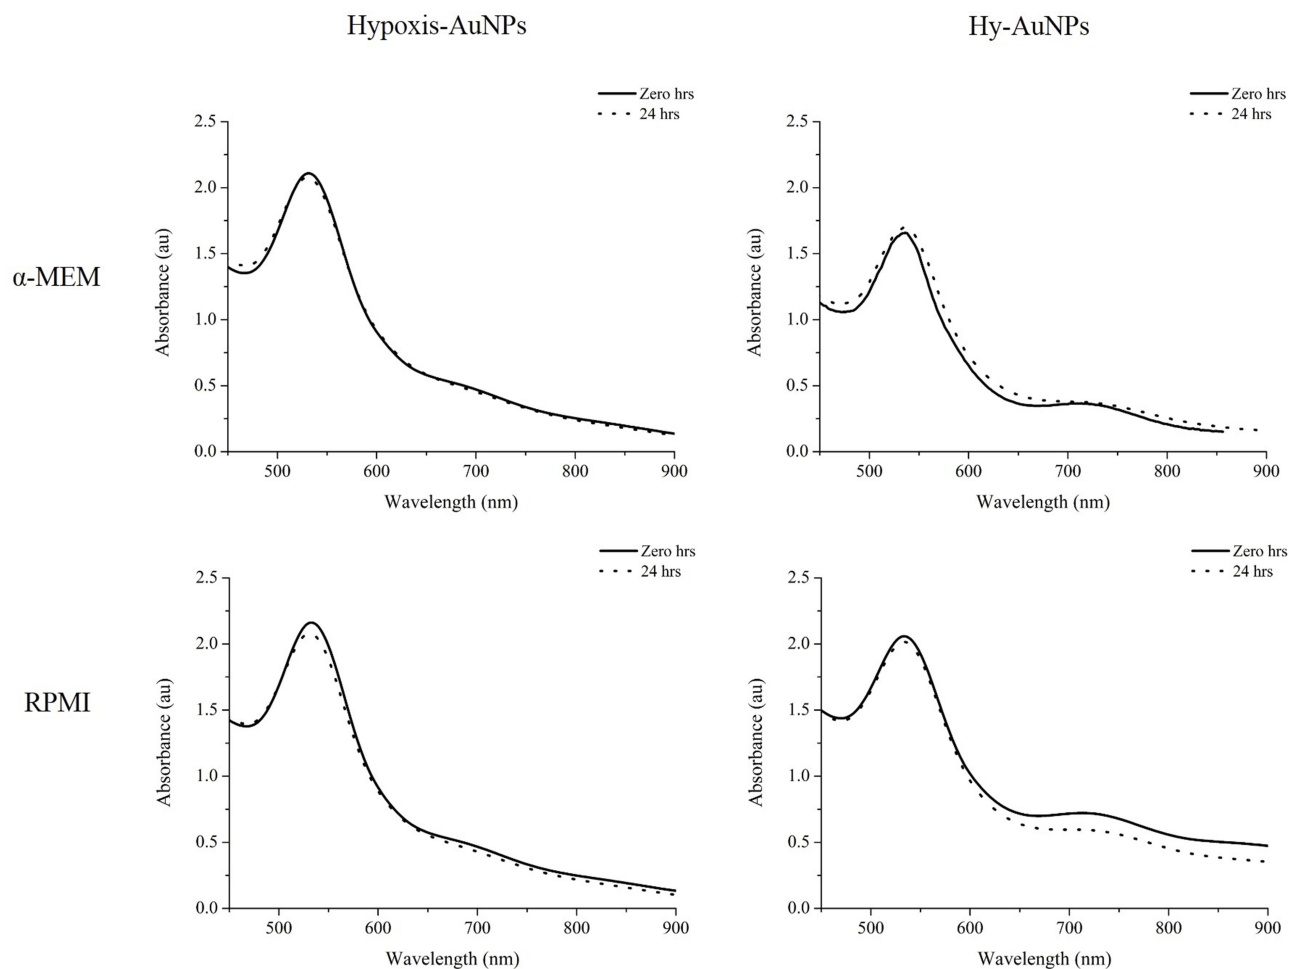 Hypoxis-AuNPs
Hy-AuNPs
α-MEM
Zero hrs
24 hrs
2.5
2.0
1.5
1.0
0.5
0.0
Absorbance (au)
500 600 700 800 900
Wavelength (nm)
Zero hrs
24 hrs
2.5
2.0
1.5
1.0
0.5
0.0
Absorbance (au)
500 600 700 800 900
Wavelength (nm)
RPMI
Zero hrs
24 hrs
2.5
2.0
1.5
1.0
0.5
0.0
Absorbance (au)
500 600 700 800 900
Wavelength (nm)
Zero hrs
24 hrs
2.5
2.0
1.5
1.0
0.5
0.0
Absorbance (au)
500 600 700 800 900
Wavelength (nm)